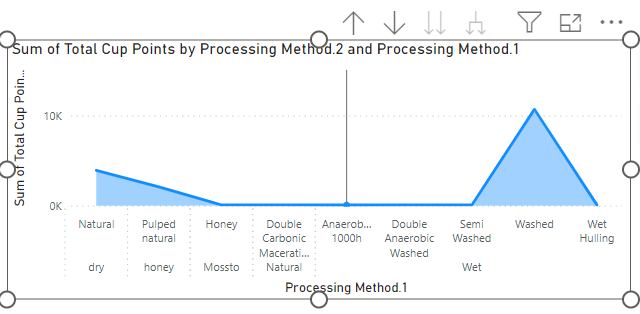 Sum of Total Cup Points by Processing Method.2 and Processing Method.1
Sum of Total Cup Poin...
10K
0K
Natural
Pulped
natural
Honey
Double
Carbonic
Macerati...
Anaerob...
1000h
Double
Anaerobic
Washed
Semi
Washed
Washed
Wet
Hulling
dry
honey
Mossto
Natural
Wet
Processing Method.1